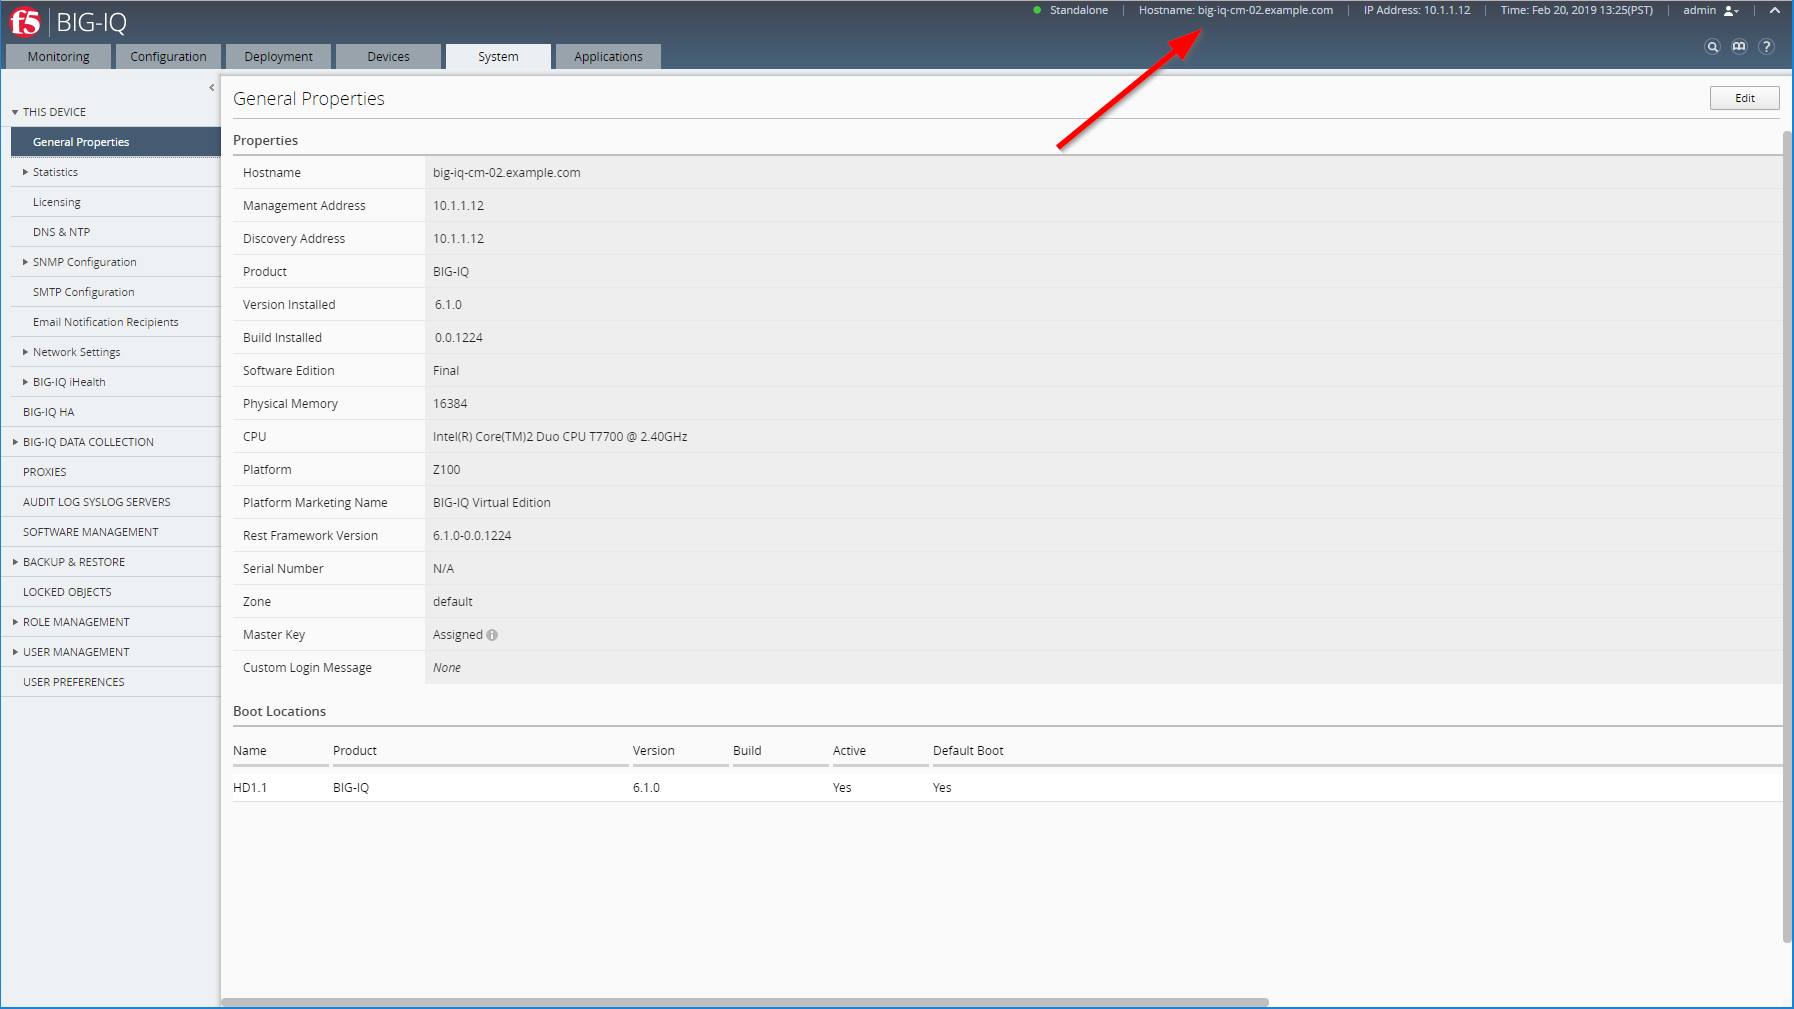 f5 BIG-IQ
Standalone | Hostname: big-iq-cm-02.example.com | IP Address: 10.1.1.12 | Time: Feb 20, 2019 13:25(PST) | admin
Monitoring Configuration Deployment Devices System Applications
?
THIS DEVICE
General Properties
Statistics
Licensing
DNS & NTP
SNMP Configuration
SMTP Configuration
Email Notification Recipients
Network Settings
BIG-IQ iHealth
BIG-IQ HA
BIG-IQ DATA COLLECTION
PROXIES
AUDIT LOG SYSLOG SERVERS
SOFTWARE MANAGEMENT
BACKUP & RESTORE
LOCKED OBJECTS
ROLE MANAGEMENT
USER MANAGEMENT
USER PREFERENCES
General Properties
Edit
Properties
Hostname big-iq-cm-02.example.com
Management Address 10.1.1.12
Discovery Address 10.1.1.12
Product BIG-IQ
Version Installed 6.1.0
Build Installed 0.0.1224
Software Edition Final
Physical Memory 16384
CPU Intel(R) Core(TM)2 Duo CPU T7700 @ 2.40GHz
Platform Z100
Platform Marketing Name BIG-IQ Virtual Edition
Rest Framework Version 6.1.0-0.0.1224
Serial Number N/A
Zone default
Master Key Assigned
Custom Login Message None
Boot Locations
Name Product Version Build Active Default Boot
HD1.1 BIG-IQ 6.1.0 Yes Yes